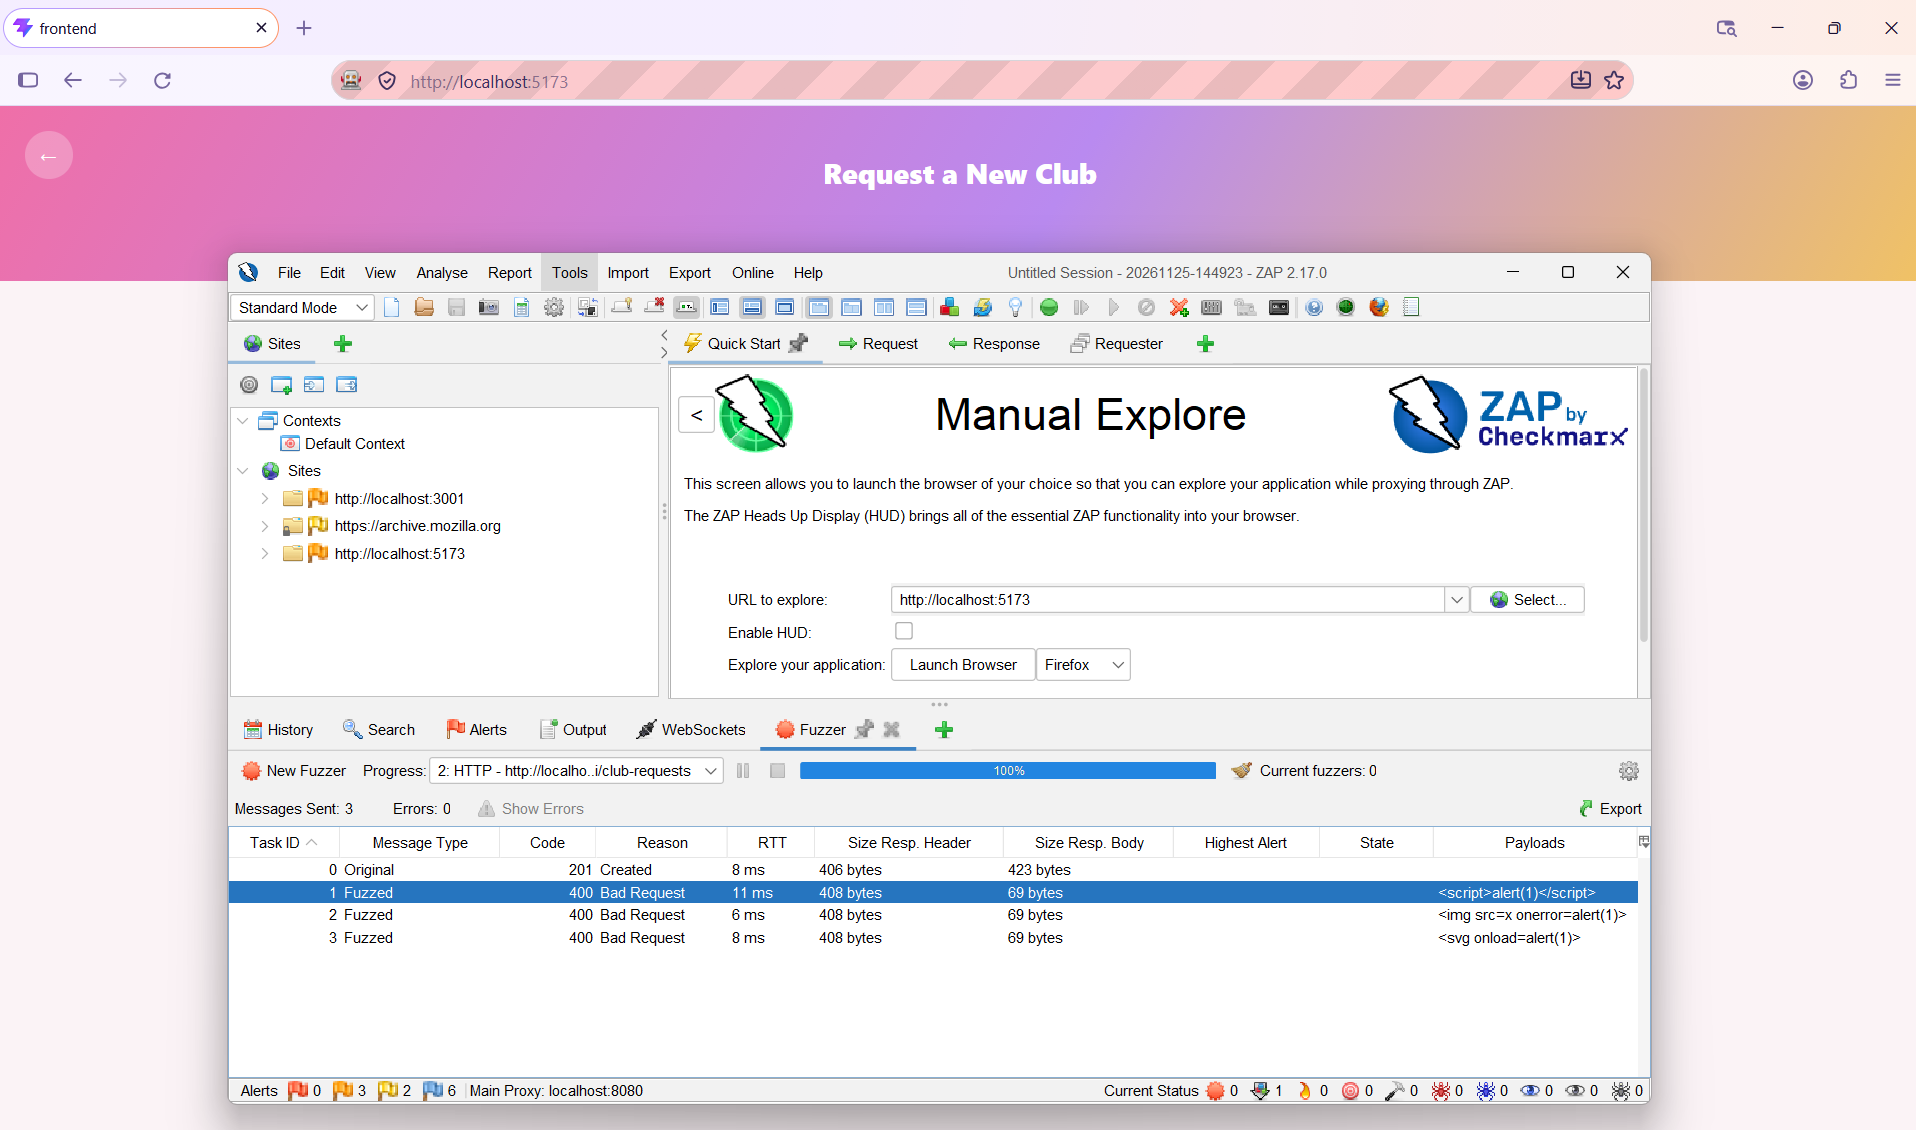 frontend
http://localhost:5173
←
Request a New Club
File Edit View Analyse Report Tools Import Export Online Help
Untitled Session - 20261125-144923 - ZAP 2.17.0
Standard Mode
Sites
Quick Start Request Response Requester
Contexts
Default Context
Sites
http://localhost:3001
https://archive.mozilla.org
http://localhost:5173
<
Manual Explore
ZAP by
Checkmarx
This screen allows you to launch the browser of your choice so that you can explore your application while proxying through ZAP.
The ZAP Heads Up Display (HUD) brings all of the essential ZAP functionality into your browser.
URL to explore: http://localhost:5173 Select...
Enable HUD:
Explore your application: Launch Browser Firefox
History Search Alerts Output WebSockets Fuzzer
New Fuzzer Progress: 2: HTTP - http://localho..i/club-requests 100% Current fuzzers: 0
Messages Sent: 3 Errors: 0 Show Errors Export
Task ID Message Type Code Reason RTT Size Resp. Header Size Resp. Body Highest Alert State Payloads
0 Original 201 Created 8 ms 406 bytes 423 bytes
1 Fuzzed 400 Bad Request 11 ms 408 bytes 69 bytes <script>alert(1)</script>
2 Fuzzed 400 Bad Request 6 ms 408 bytes 69 bytes <img src=x onerror=alert(1)>
3 Fuzzed 400 Bad Request 8 ms 408 bytes 69 bytes <svg onload=alert(1)>
Alerts 0 3 2 6 Main Proxy: localhost:8080
Current Status 0 1 0 0 0 0 0 0 0 0